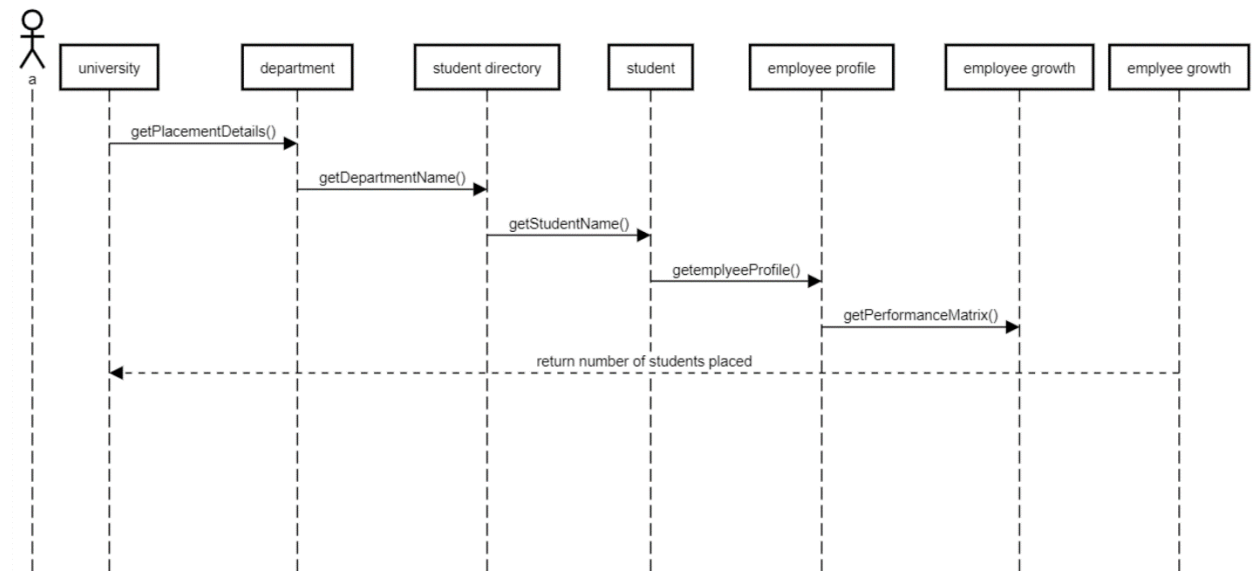 a
university
department
student directory
student
employee profile
employee growth
emplyee growth
getPlacementDetails()
getDepartmentName()
getStudentName()
getemplyeeProfile()
getPerformanceMatrix()
return number of students placed